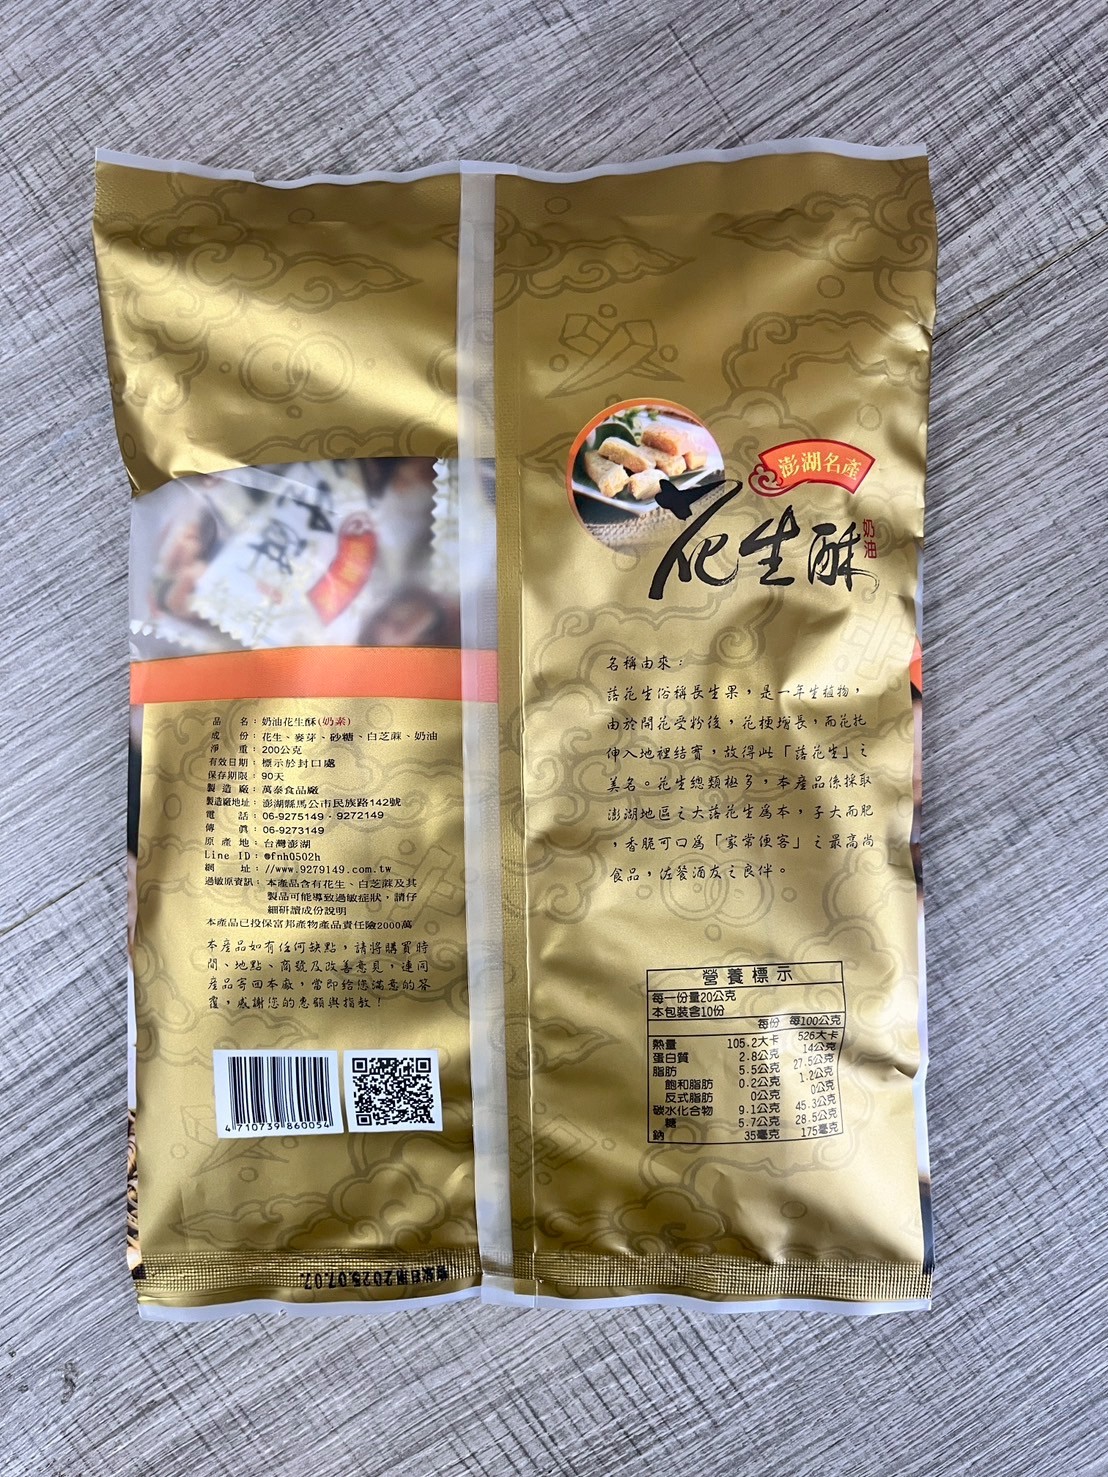 澎湖名產
花生酥
奶油
名稱由來：
落花生俗稱長生果，是一年生植物，
由於開花受粉後，花梗增長，而花托
伸入地裡結實，故得此「落花生」之
美名。花生總類極多，本產品係採取
澎湖地區之大落花生為本，子大而肥
，香脆可口為「家常便客」之最高尚
食品，佐餐酒友之良伴。
品　　名：奶油花生酥(奶素)
成　　份：花生、麥芽、砂糖、白芝蔴、奶油
淨　　重：200公克
有效日期：標示於封口處
保存期限：90天
製 造 廠：萬泰食品廠
製造廠地址：澎湖縣馬公市民族路142號
電　　話：06-9275149・9272149
傳　　真：06-9273149
原 產 地：台灣澎湖
Line ID：@fnh0502h
網　　址：//www.9279149.com.tw
過敏原資訊：本產品含有花生、白芝蔴及其
製品可能導致過敏症狀，請仔
細研讀成份說明
本產品已投保富邦產物產品責任險2000萬
本產品如有任何缺點，請將購買時
間、地點、商號及改善意見，連同
產品寄回本廠，當即給您滿意的答
覆，感謝您的惠顧與指教！
4 710739 860054
營養標示
每一份量20公克
本包裝含10份
每份 每100公克
熱量 105.2大卡 526大卡
蛋白質 2.8公克 14公克
脂肪 5.5公克 27.5公克
飽和脂肪 0.2公克 1.2公克
反式脂肪 0公克 0公克
碳水化合物 9.1公克 45.3公克
糖 5.7公克 28.5公克
鈉 35毫克 175毫克
2025.07.07.